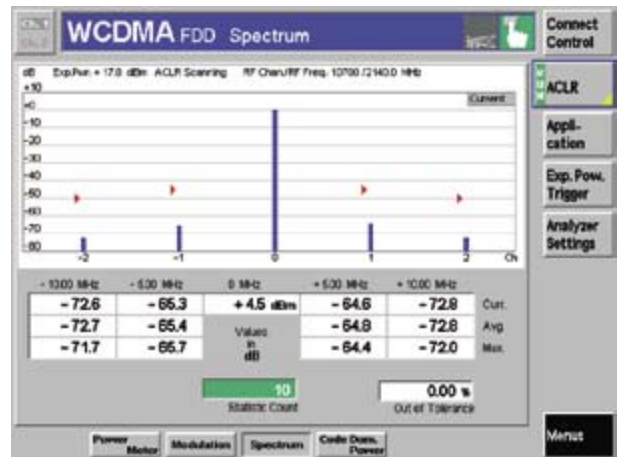 WCDMA FDD Spectrum
Connect
Control
dB Exp.Pwr. + 17.0 dBm ACLR Scanning RF Chan./RF Freq. 10700 / 2140.0 MHz
+10
Current
+0
-10
-20
-30
-40
-50
-60
-70
-80
-2 -1 0 1 2 Ch
ACLR
Appli-
cation
Exp. Pow.
Trigger
Analyzer
Settings
- 10.00 MHz - 5.00 MHz 0 MHz + 5.00 MHz + 10.00 MHz
- 72.6 - 65.3 + 4.5 dBm - 64.6 - 72.8 Curr.
- 72.7 - 65.4 Values in dB - 64.8 - 72.8 Avg.
- 71.7 - 65.7 - 64.4 - 72.0 Max.
10 0.00 %
Statistic Count Out of Tolerance
Power
Meter
Modulation
Spectrum
Code Dom.
Power
Menus